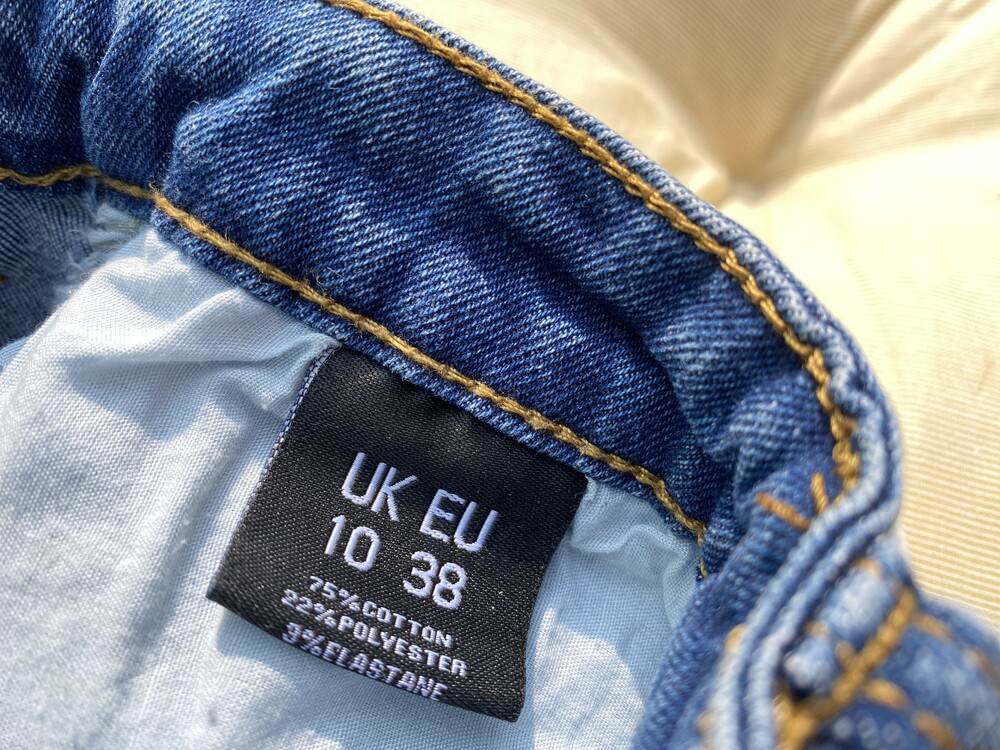 UK EU
10 38
75%COTTON
22%POLYESTER
3%ELASTANE